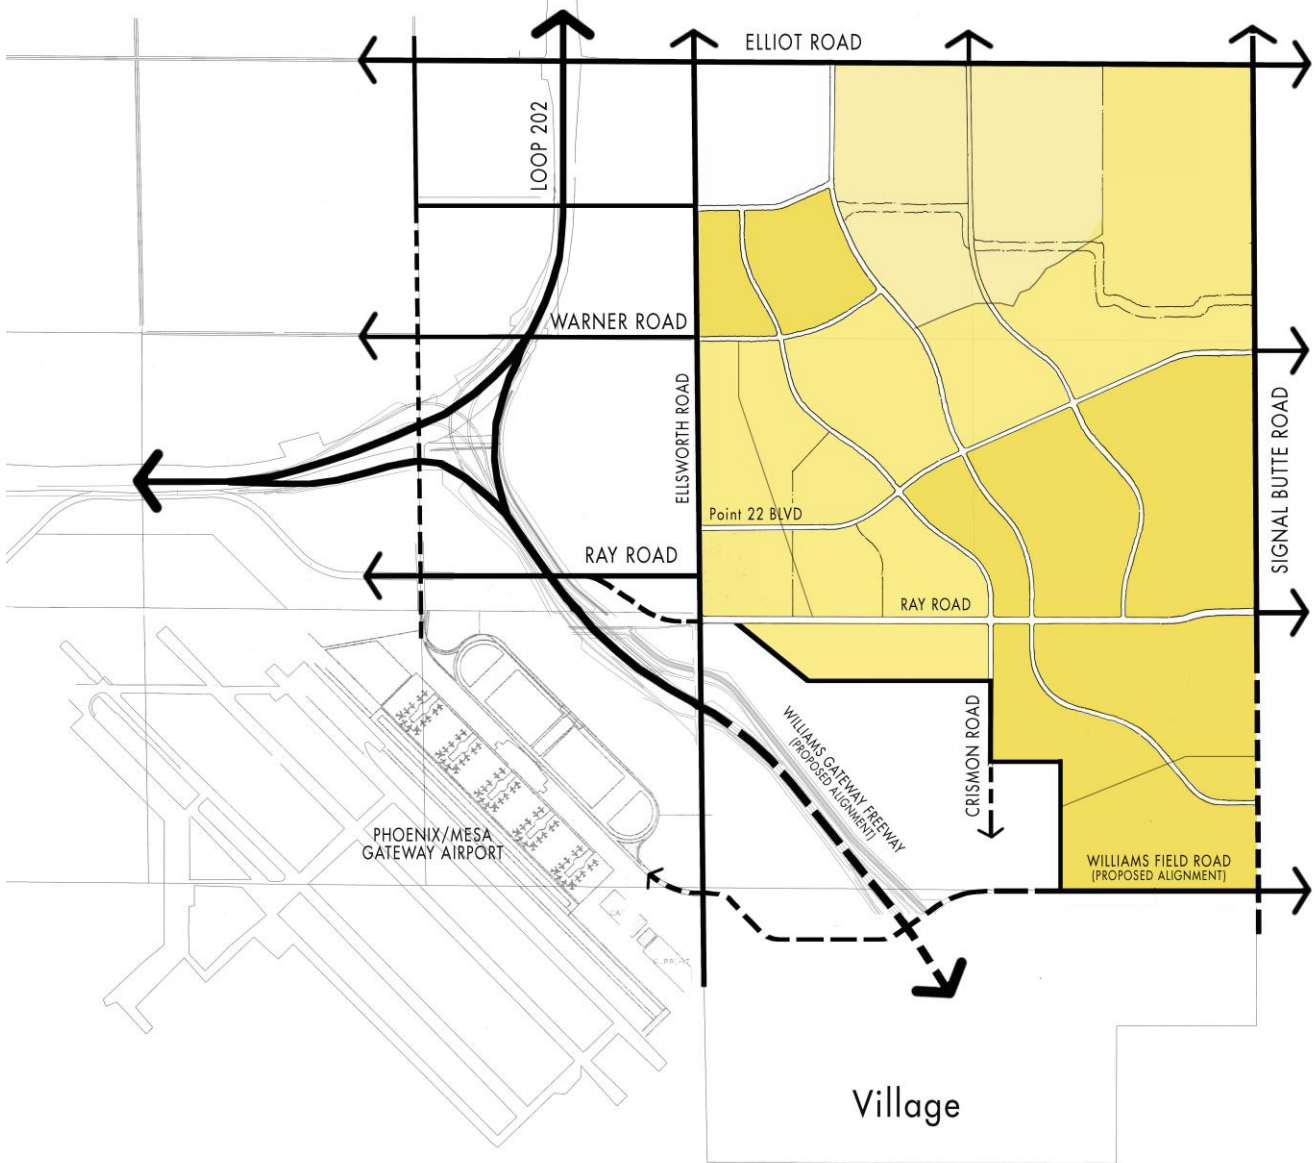 ELLIOT ROAD
LOOP 202
WARNER ROAD
ELLSWORTH ROAD
SIGNAL BUTTE ROAD
Point 22 BLVD
RAY ROAD
RAY ROAD
CRISMON ROAD
WILLIAMS GATEWAY FREEWAY
(PROPOSED ALIGNMENT)
PHOENIX/MESA
GATEWAY AIRPORT
WILLIAMS FIELD ROAD
(PROPOSED ALIGNMENT)
Village